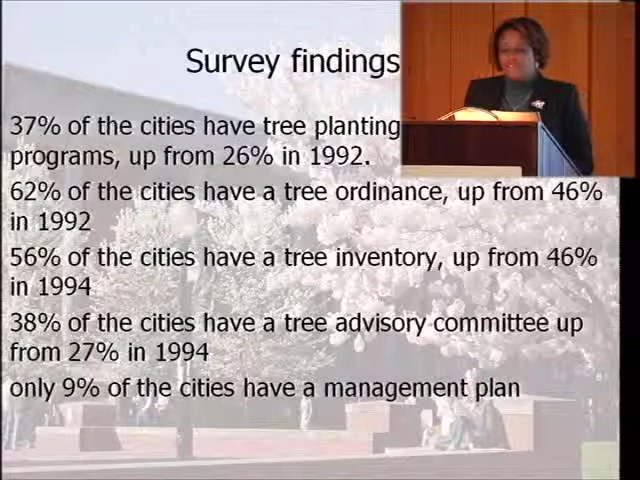 Survey findings
37% of the cities have tree planting
programs, up from 26% in 1992.
62% of the cities have a tree ordinance, up from 46%
in 1992
56% of the cities have a tree inventory, up from 46%
in 1994
38% of the cities have a tree advisory committee up
from 27% in 1994
only 9% of the cities have a management plan